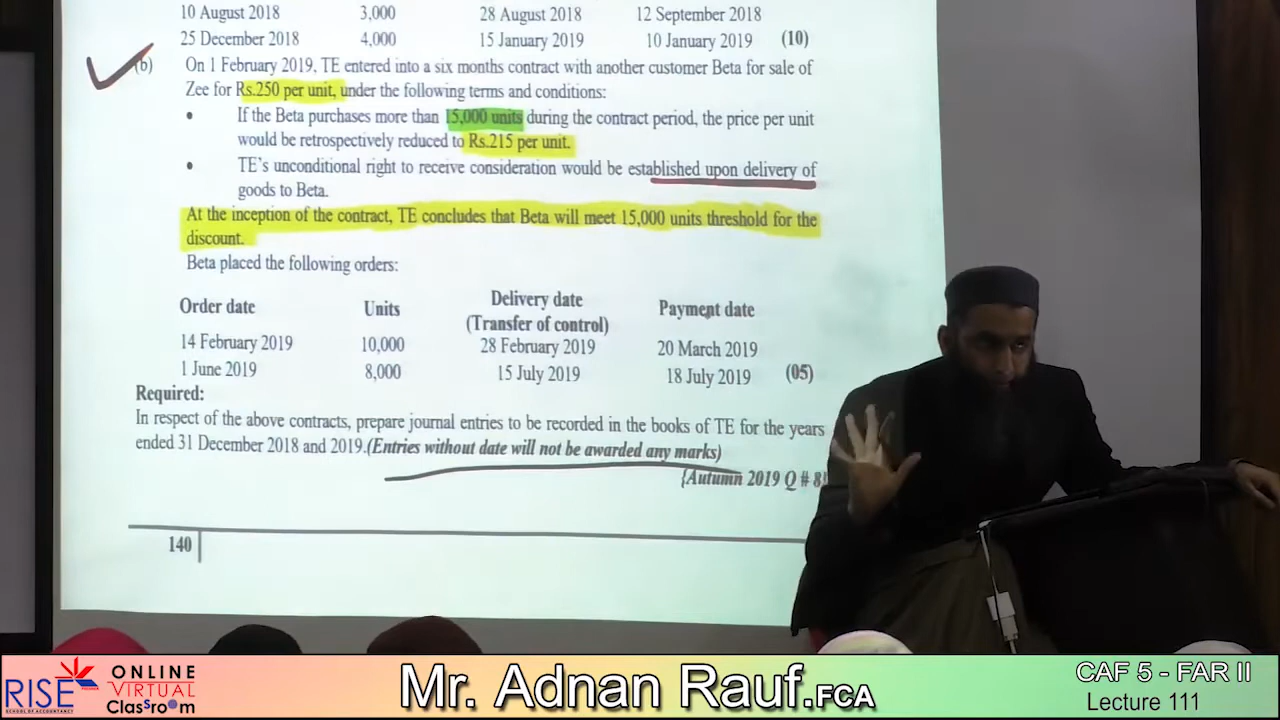 10 August 2018 3,000 28 August 2018 12 September 2018
25 December 2018 4,000 15 January 2019 10 January 2019 (10)
(b) On 1 February 2019, TE entered into a six months contract with another customer Beta for sale of
Zee for Rs.250 per unit, under the following terms and conditions:
• If the Beta purchases more than 15,000 units during the contract period, the price per unit
would be retrospectively reduced to Rs.215 per unit.
• TE's unconditional right to receive consideration would be established upon delivery of
goods to Beta.
At the inception of the contract, TE concludes that Beta will meet 15,000 units threshold for the
discount.
Beta placed the following orders:
Order date Units Delivery date (Transfer of control) Payment date
14 February 2019 10,000 28 February 2019 20 March 2019
1 June 2019 8,000 15 July 2019 18 July 2019 (05)
Required:
In respect of the above contracts, prepare journal entries to be recorded in the books of TE for the years
ended 31 December 2018 and 2019.(Entries without date will not be awarded any marks)
{Autumn 2019 Q # 8}
140
RISE
SCHOOL OF ACCOUNTANCY
ONLINE
VIRTUAL
Classroom
Mr. Adnan Rauf.FCA
CAF 5 - FAR II
Lecture 111